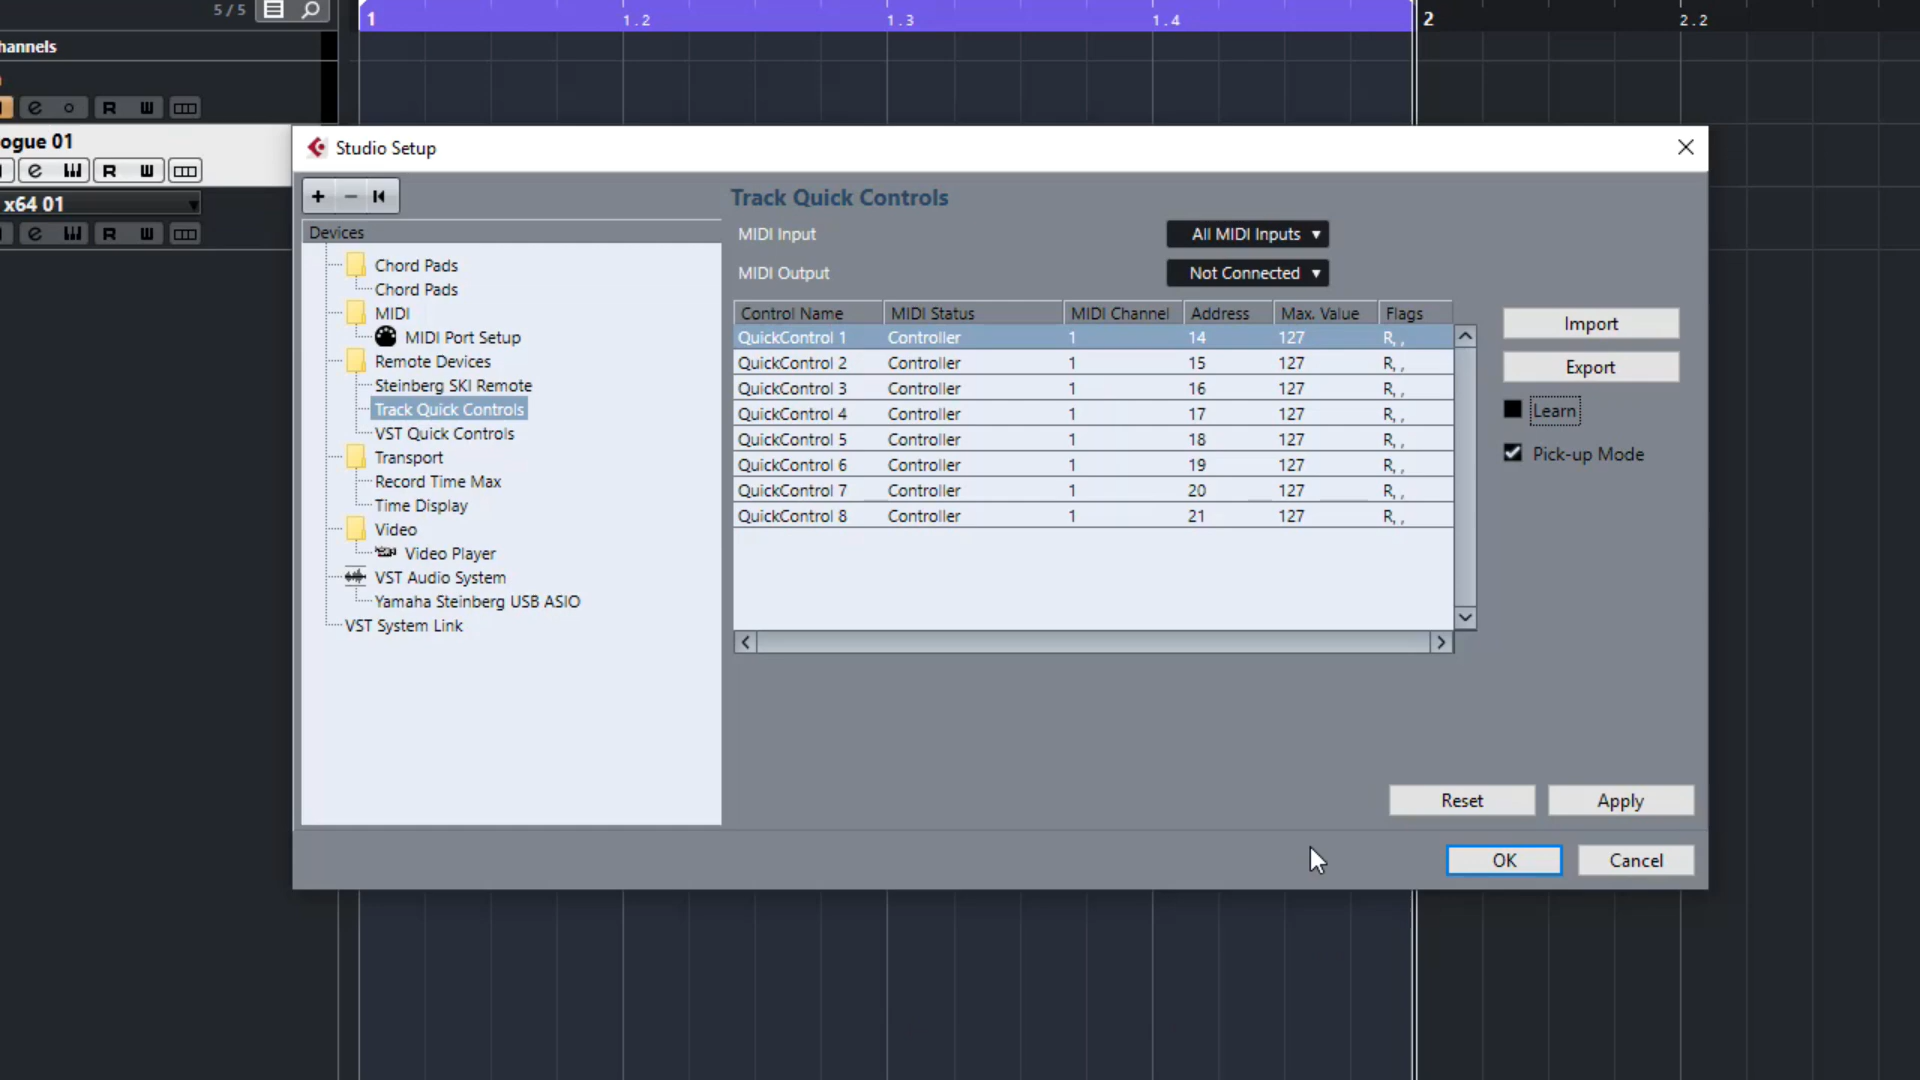 5 / 5
1
1.2
1.3
1.4
2
2.2
hannels
R
ogue 01
R
x64 01
R
Studio Setup
Devices
Chord Pads
Chord Pads
MIDI
MIDI Port Setup
Remote Devices
Steinberg SKI Remote
Track Quick Controls
VST Quick Controls
Transport
Record Time Max
Time Display
Video
Video Player
VST Audio System
Yamaha Steinberg USB ASIO
VST System Link
Track Quick Controls
MIDI Input All MIDI Inputs
MIDI Output Not Connected
Control Name MIDI Status MIDI Channel Address Max. Value Flags
QuickControl 1 Controller 1 14 127 R, ,
QuickControl 2 Controller 1 15 127 R, ,
QuickControl 3 Controller 1 16 127 R, ,
QuickControl 4 Controller 1 17 127 R, ,
QuickControl 5 Controller 1 18 127 R, ,
QuickControl 6 Controller 1 19 127 R, ,
QuickControl 7 Controller 1 20 127 R, ,
QuickControl 8 Controller 1 21 127 R, ,
Import
Export
Learn
Pick-up Mode
Reset Apply
OK Cancel